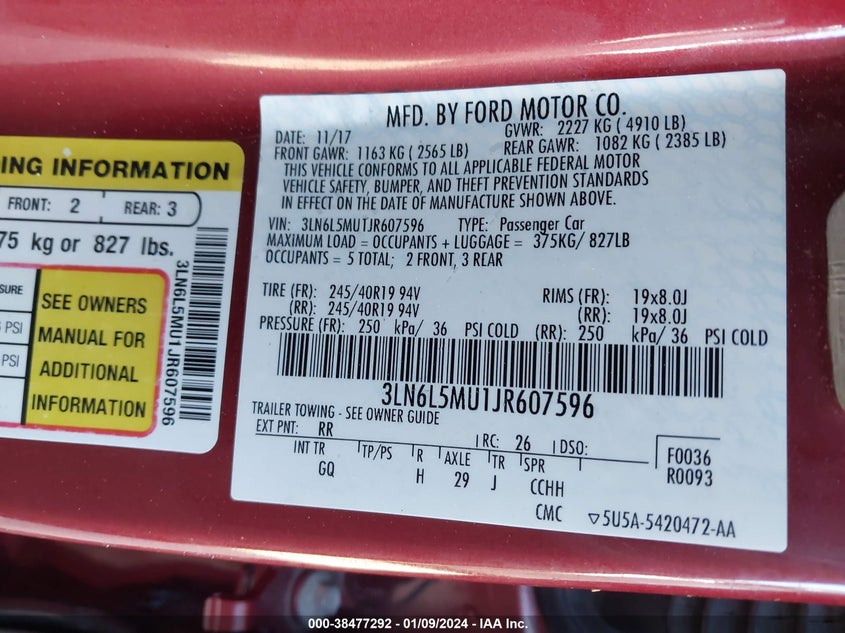 MFD. BY FORD MOTOR CO.
DATE: 11/17 GVWR: 2227 KG ( 4910 LB)
FRONT GAWR: 1163 KG ( 2565 LB) REAR GAWR: 1082 KG ( 2385 LB)
THIS VEHICLE CONFORMS TO ALL APPLICABLE FEDERAL MOTOR
VEHICLE SAFETY, BUMPER, AND THEFT PREVENTION STANDARDS
IN EFFECT ON THE DATE OF MANUFACTURE SHOWN ABOVE.
VIN: 3LN6L5MU1JR607596 TYPE: Passenger Car
MAXIMUM LOAD = OCCUPANTS + LUGGAGE = 375KG/ 827LB
OCCUPANTS = 5 TOTAL; 2 FRONT, 3 REAR
TIRE (FR): 245/40R19 94V RIMS (FR): 19x8.0J
(RR): 245/40R19 94V (RR): 19x8.0J
PRESSURE (FR): 250 kPa/ 36 PSI COLD (RR): 250 kPa/ 36 PSI COLD
3LN6L5MU1JR607596
TRAILER TOWING - SEE OWNER GUIDE
EXT PNT: RR RC: 26 DSO:
INT TR TP/PS R AXLE TR SPR
GQ H 29 J CCHH
CMC
F0036
R0093
▽5U5A-5420472-AA
DING INFORMATION
FRONT: 2 REAR: 3
75 kg or 827 lbs.
SURE
PSI
PSI
SEE OWNERS
MANUAL FOR
ADDITIONAL
INFORMATION
3LN6L5MU1JR607596
000-38477292 - 01/09/2024 - IAA Inc.